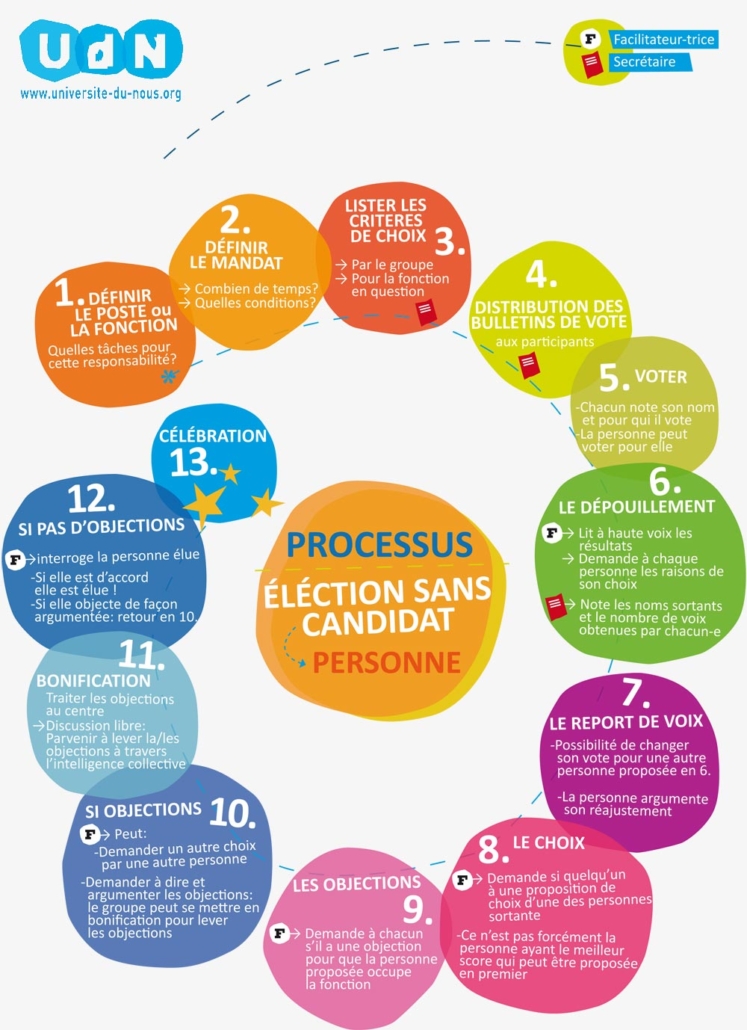 UdN
www.universite-du-nous.org
F Facilitateur-trice
Secrétaire
1. DÉFINIR
LE POSTE ou
LA FONCTION
Quelles tâches pour
cette responsabilité?
*
2.
DÉFINIR
LE MANDAT
→ Combien de temps?
→ Quelles conditions?
LISTER LES
CRITERES
DE CHOIX 3.
→ Par le groupe
→ Pour la fonction
en question
4.
DISTRIBUTION DES
BULLETINS DE VOTE
aux participants
5. VOTER
-Chacun note son nom
et pour qui il vote
-La personne peut
voter pour elle
6.
LE DÉPOUILLEMENT
F → Lit à haute voix les
résultats
→ Demande à chaque
personne les raisons de
son choix
→ Note les noms sortants
et le nombre de voix
obtenues par chacun-e
7.
LE REPORT DE VOIX
-Possibilité de changer
son vote pour une autre
personne proposée en 6.
-La personne argumente
son réajustement
8. LE CHOIX
F → Demande si quelqu'un
à une proposition de
choix d'une des personnes
sortante
-Ce n'est pas forcément la
personne ayant le meilleur
score qui peut être proposée
en premier
LES OBJECTIONS
9.
F → Demande à chacun
s'il a une objection
pour que la personne
proposée occupe
la fonction
SI OBJECTIONS 10.
F → Peut:
-Demander un autre choix
par une autre personne
-Demander à dire et
argumenter les objections:
le groupe peut se mettre en
bonification pour lever
les objections
11.
BONIFICATION
Traiter les objections
au centre
→Discussion libre:
Parvenir à lever la/les
objections à travers
l'intelligence collective
12.
SI PAS D'OBJECTIONS
F →interroge la personne élue
-Si elle est d'accord
elle est élue !
-Si elle objecte de façon
argumentée: retour en 10.
CÉLÉBRATION
13.
PROCESSUS
ÉLÉCTION SANS
CANDIDAT
PERSONNE